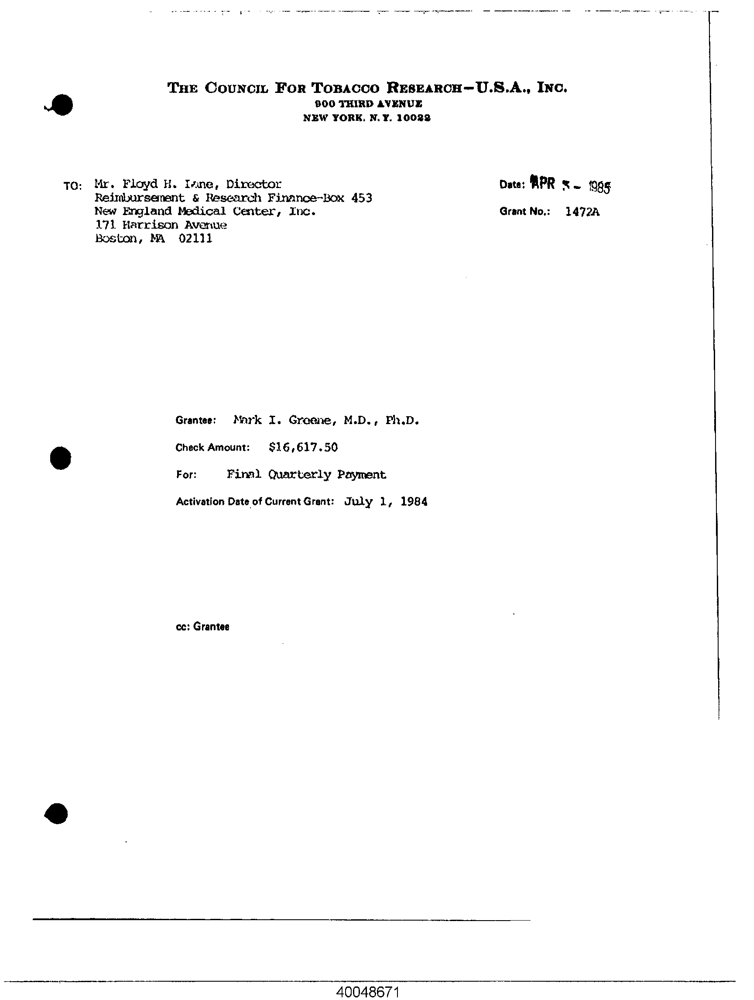 THE COUNCIL FOR TOBACCO RESEARCH-U.S.A., INC.
900 THIRD AVENUE
NEW YORK, N.Y. 10022
TO: Mr. Floyd H. Lane, Director
Date: APR 3 - 1985
Reimbursement & Research Finance-Box 453
New England Medical Center, Inc.
Grant No.: 1472A
171 Harrison Avenue
Boston, MA 02111
Grantee: Mark I. Greene, M.D., Ph.D.
Check Amount: $16,617.50
For: Final Quarterly Payment
Activation Date of Current Grant: July 1, 1984
cc: Grantee
40048671